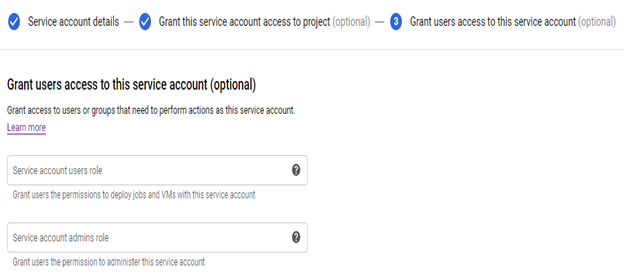 Service account details — Grant this service account access to project (optional) — 3 Grant users access to this service account (optional)
Grant users access to this service account (optional)
Grant access to users or groups that need to perform actions as this service account.
Learn more
Service account users role
Grant users the permissions to deploy jobs and VMs with this service account
Service account admins role
Grant users the permission to administer this service account